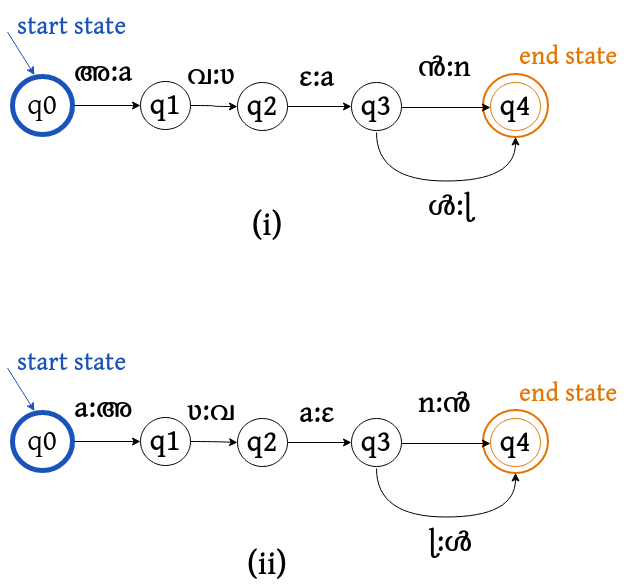 start state
end state
അ:a
വ:ʋ
ε:a
ൻ:n
q0
q1
q2
q3
q4
ൾ:ɭ
(i)
start state
end state
a:അ
ʋ:വ
a:ε
n:ൻ
q0
q1
q2
q3
q4
ɭ:ൾ
(ii)